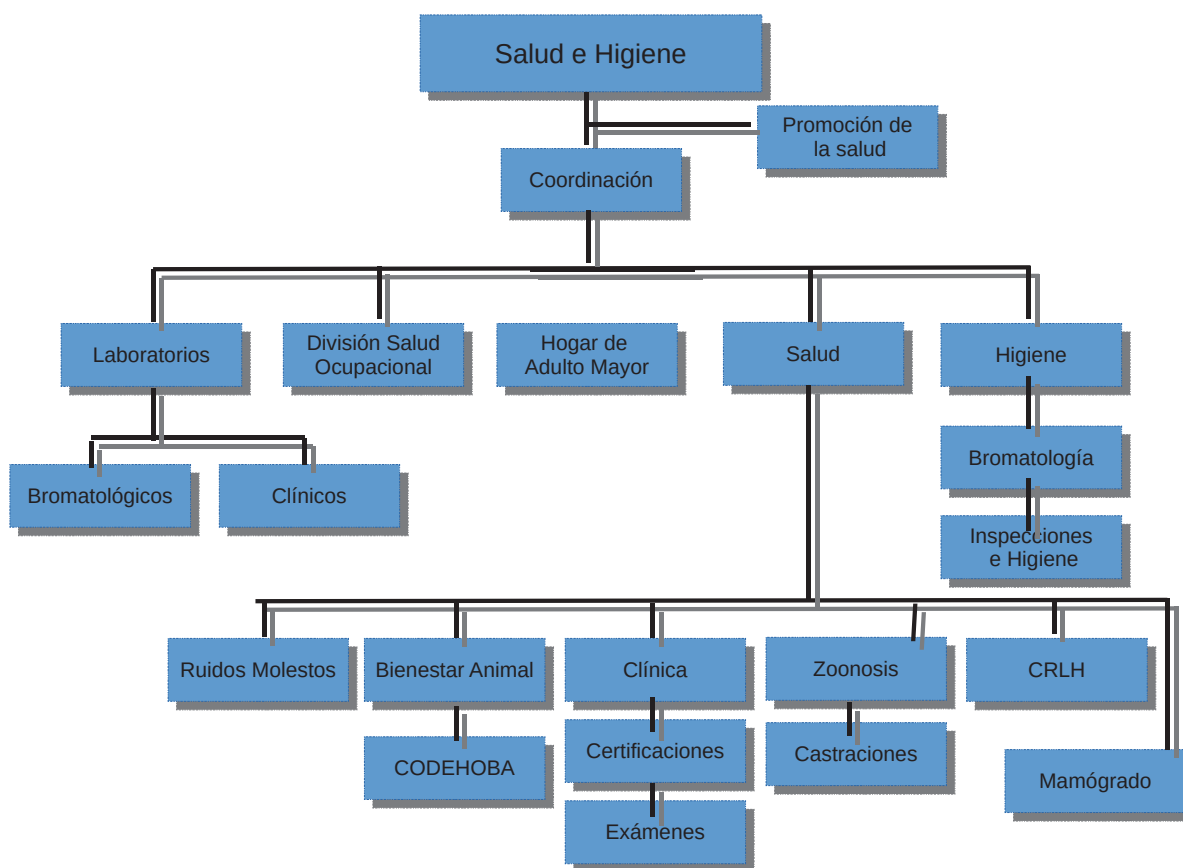 Salud e Higiene
Promoción de
la salud
Coordinación
Laboratorios
División Salud
Ocupacional
Hogar de
Adulto Mayor
Salud
Higiene
Bromatología
Bromatológicos
Clínicos
Inspecciones
e Higiene
Ruidos Molestos
Bienestar Animal
Clínica
Zoonosis
CRLH
CODEHOBA
Certificaciones
Castraciones
Mamógrado
Exámenes